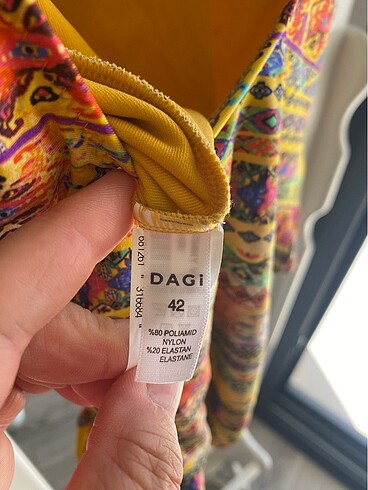 DAGi
42
%80 POLIAMID
NYLON
%20 ELASTAN
ELASTANE